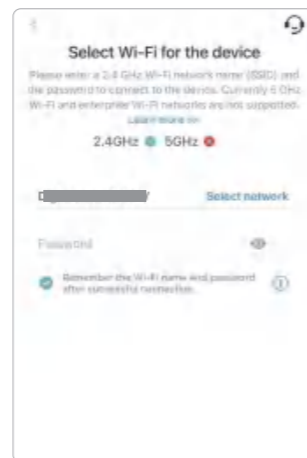 Select Wi-Fi for the device
Please enter a 2.4 GHz Wi-Fi network name (SSID) and
the password to connect to the device. Currently 5 GHz
Wi-Fi and enterprise Wi-Fi networks are not supported.
Learn more >>
2.4GHz 5GHz
D
Select network
Password
Remember the Wi-Fi name and password
after successful connection.